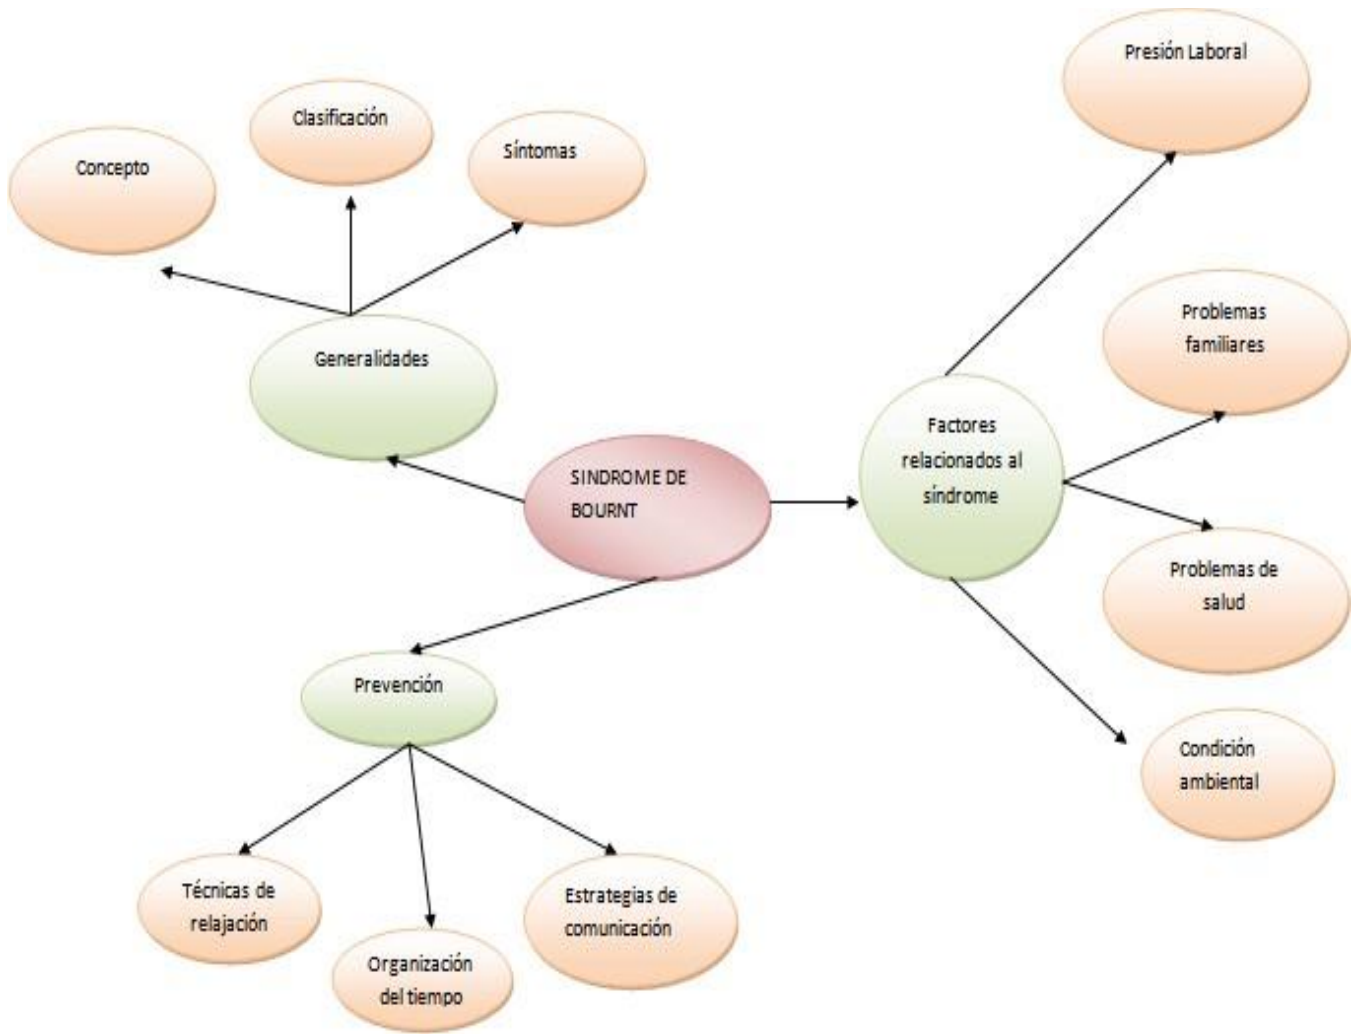 Presión Laboral
Clasificación
Síntomas
Concepto
Problemas
familiares
Generalidades
Factores
relacionados al
síndrome
SINDROME DE
BOURNT
Problemas de
salud
Prevención
Condición
ambiental
Técnicas de
relajación
Estrategias de
comunicación
Organización
del tiempo